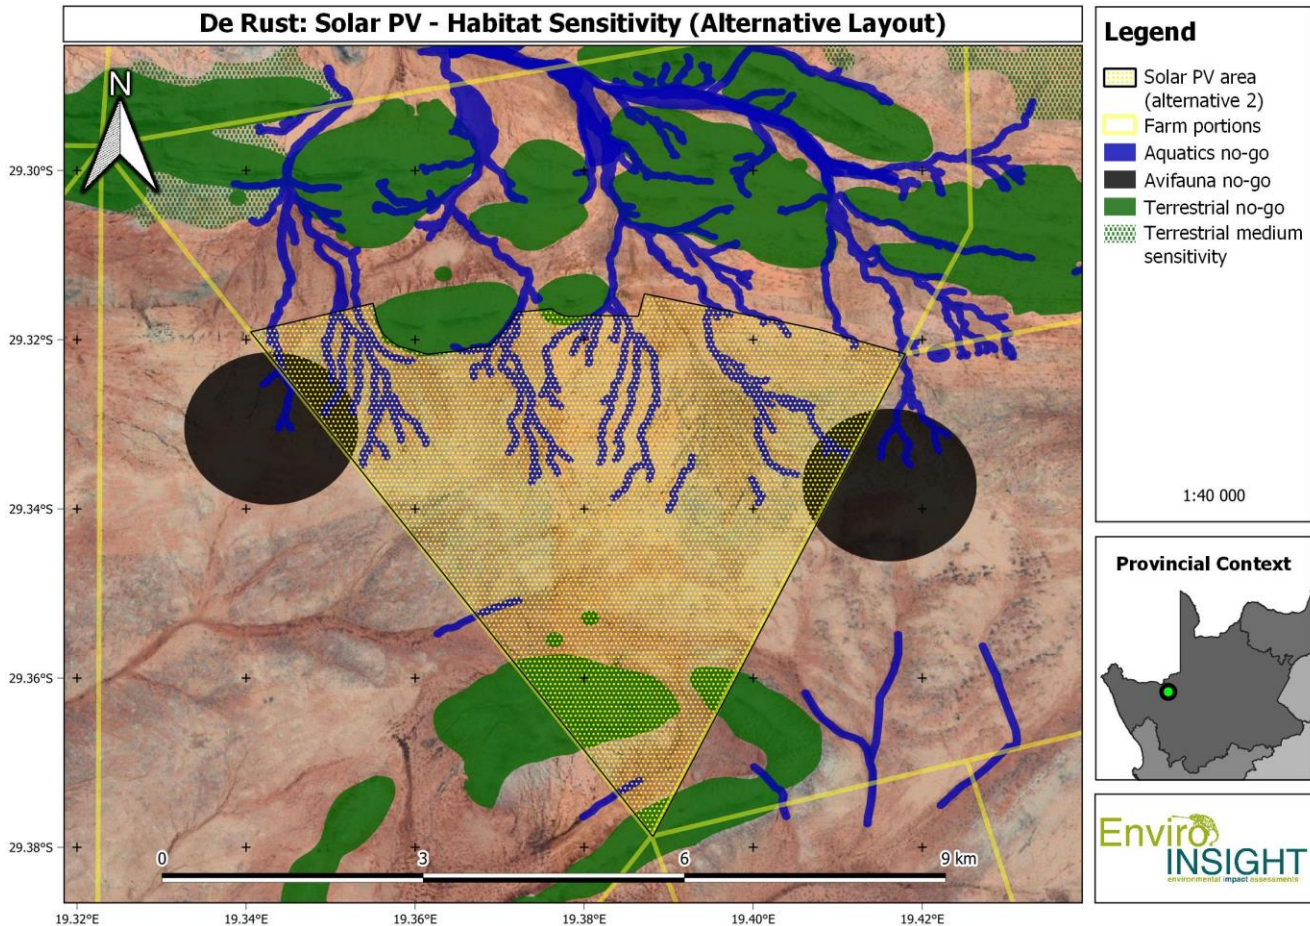 De Rust: Solar PV - Habitat Sensitivity (Alternative Layout)
N
29.30°S
29.32°S
29.34°S
29.36°S
29.38°S
0 3 6 9 km
19.32°E 19.34°E 19.36°E 19.38°E 19.40°E 19.42°E
Legend
Solar PV area
(alternative 2)
Farm portions
Aquatics no-go
Avifauna no-go
Terrestrial no-go
Terrestrial medium
sensitivity
1:40 000
Provincial Context
Enviro
INSIGHT
environmental impact assessments